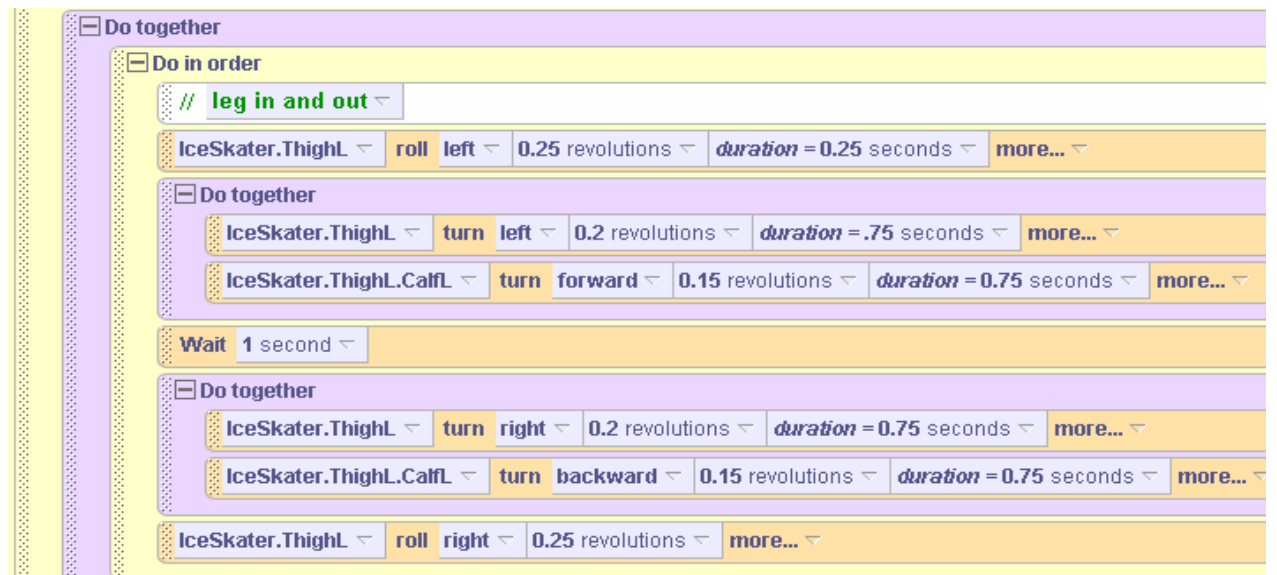 Do together
Do in order
// leg in and out
IceSkater.ThighL roll left 0.25 revolutions duration = 0.25 seconds more...
Do together
IceSkater.ThighL turn left 0.2 revolutions duration = .75 seconds more...
IceSkater.ThighL.CalfL turn forward 0.15 revolutions duration = 0.75 seconds more...
Wait 1 second
Do together
IceSkater.ThighL turn right 0.2 revolutions duration = 0.75 seconds more...
IceSkater.ThighL.CalfL turn backward 0.15 revolutions duration = 0.75 seconds more...
IceSkater.ThighL roll right 0.25 revolutions more...